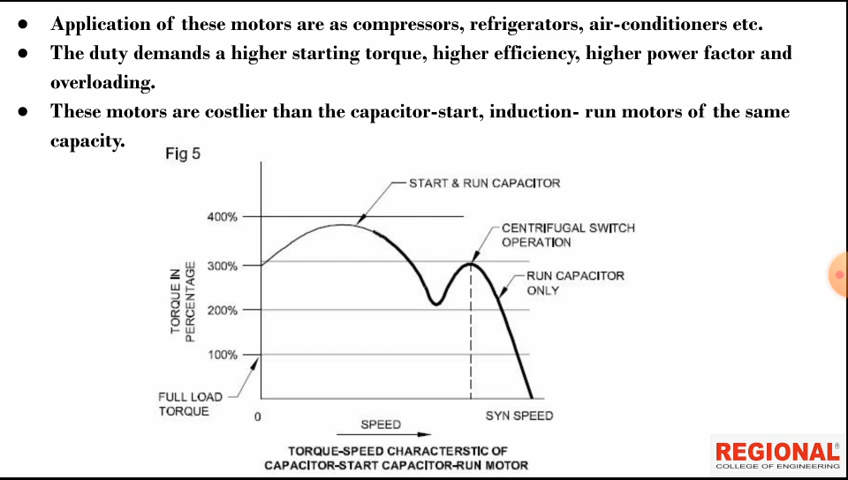 ● Application of these motors are as compressors, refrigerators, air-conditioners etc.
● The duty demands a higher starting torque, higher efficiency, higher power factor and
overloading.
● These motors are costlier than the capacitor-start, induction- run motors of the same
capacity.
Fig 5
START & RUN CAPACITOR
400%
CENTRIFUGAL SWITCH
OPERATION
300%
RUN CAPACITOR
ONLY
TORQUE IN
PERCENTAGE
200%
100%
FULL LOAD
TORQUE
0
SPEED
SYN SPEED
TORQUE-SPEED CHARACTERSTIC OF
CAPACITOR-START CAPACITOR-RUN MOTOR
REGIONAL®
COLLEGE OF ENGINEERING